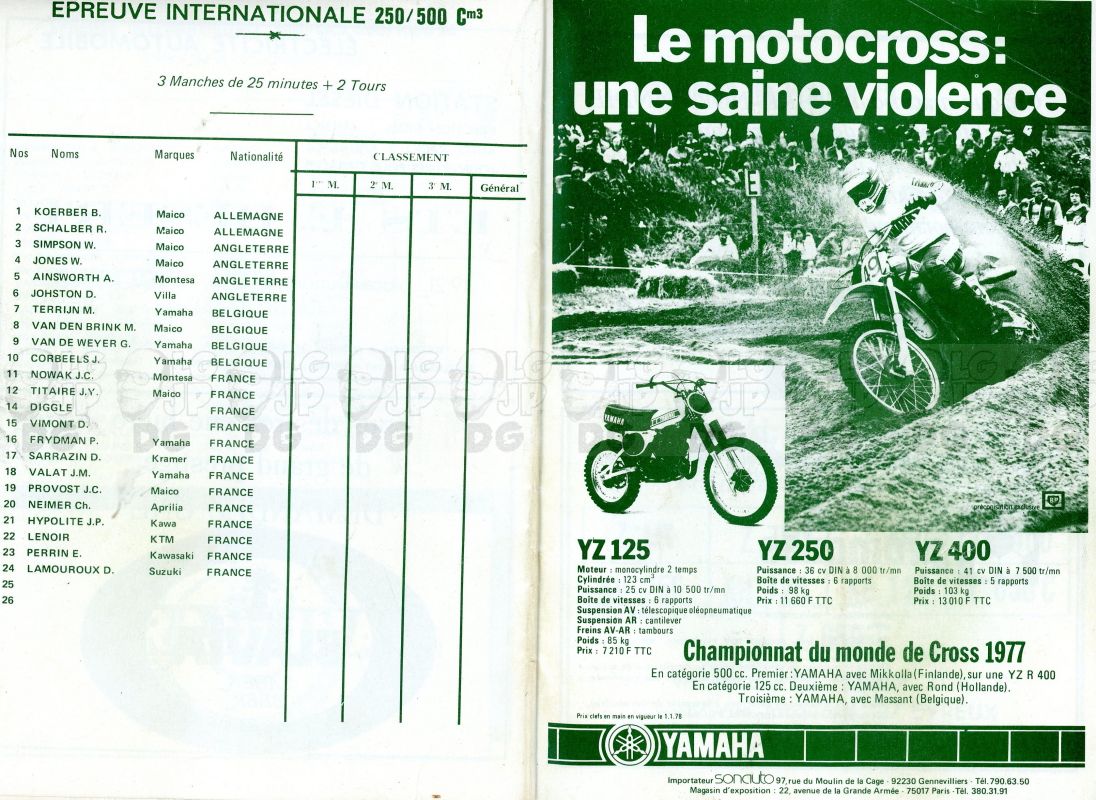 EPREUVE INTERNATIONALE 250/500 Cm3
3 Manches de 25 minutes + 2 Tours
Nos Noms Marques Nationalité CLASSEMENT
1re M. 2e M. 3e M. Général
1 KOERBER B. Maico ALLEMAGNE
2 SCHALBER R. Maico ALLEMAGNE
3 SIMPSON W. Maico ANGLETERRE
4 JONES W. Maico ANGLETERRE
5 AINSWORTH A. Montesa ANGLETERRE
6 JOHSTON D. Villa ANGLETERRE
7 TERRIJN M. Yamaha BELGIQUE
8 VAN DEN BRINK M. Maico BELGIQUE
9 VAN DE WEYER G. Yamaha BELGIQUE
10 CORBEELS J. Yamaha BELGIQUE
11 NOWAK J.C. Montesa FRANCE
12 TITAIRE J.Y. Maico FRANCE
14 DIGGLE FRANCE
15 VIMONT D. FRANCE
16 FRYDMAN P. Yamaha FRANCE
17 SARRAZIN D. Kramer FRANCE
18 VALAT J.M. Yamaha FRANCE
19 PROVOST J.C. Maico FRANCE
20 NEIMER Ch. Aprilia FRANCE
21 HYPOLITE J.P. Kawa FRANCE
22 LENOIR KTM FRANCE
23 PERRIN E. Kawasaki FRANCE
24 LAMOUROUX D. Suzuki FRANCE
25
26
Le motocross:
une saine violence
E
YAMAHA
préconisation exclusive BP
YZ 125
Moteur : monocylindre 2 temps
Cylindrée : 123 cm3
Puissance : 25 cv DIN à 10 500 tr/mn
Boîte de vitesses : 6 rapports
Suspension AV : télescopique oléopneumatique
Suspension AR : cantilever
Freins AV-AR : tambours
Poids : 85 kg
Prix : 7 210 F TTC
YZ 250
Puissance : 36 cv DIN à 8 000 tr/mn
Boîte de vitesses : 6 rapports
Poids : 98 kg
Prix : 11 660 F TTC
YZ 400
Puissance : 41 cv DIN à 7 500 tr/mn
Boîte de vitesses : 5 rapports
Poids : 103 kg
Prix : 13 010 F TTC
Championnat du monde de Cross 1977
En catégorie 500 cc. Premier : YAMAHA avec Mikkolla (Finlande), sur une YZ R 400
En catégorie 125 cc. Deuxième : YAMAHA, avec Rond (Hollande).
Troisième : YAMAHA, avec Massant (Belgique).
Prix clefs en main en vigueur le 1.1.78
YAMAHA
Importateur sonauto 97, rue du Moulin de la Cage - 92230 Gennevilliers - Tél. 790.63.50
Magasin d'exposition : 22, avenue de la Grande Armée - 75017 Paris - Tél. 380.31.91
LG
JP
DG